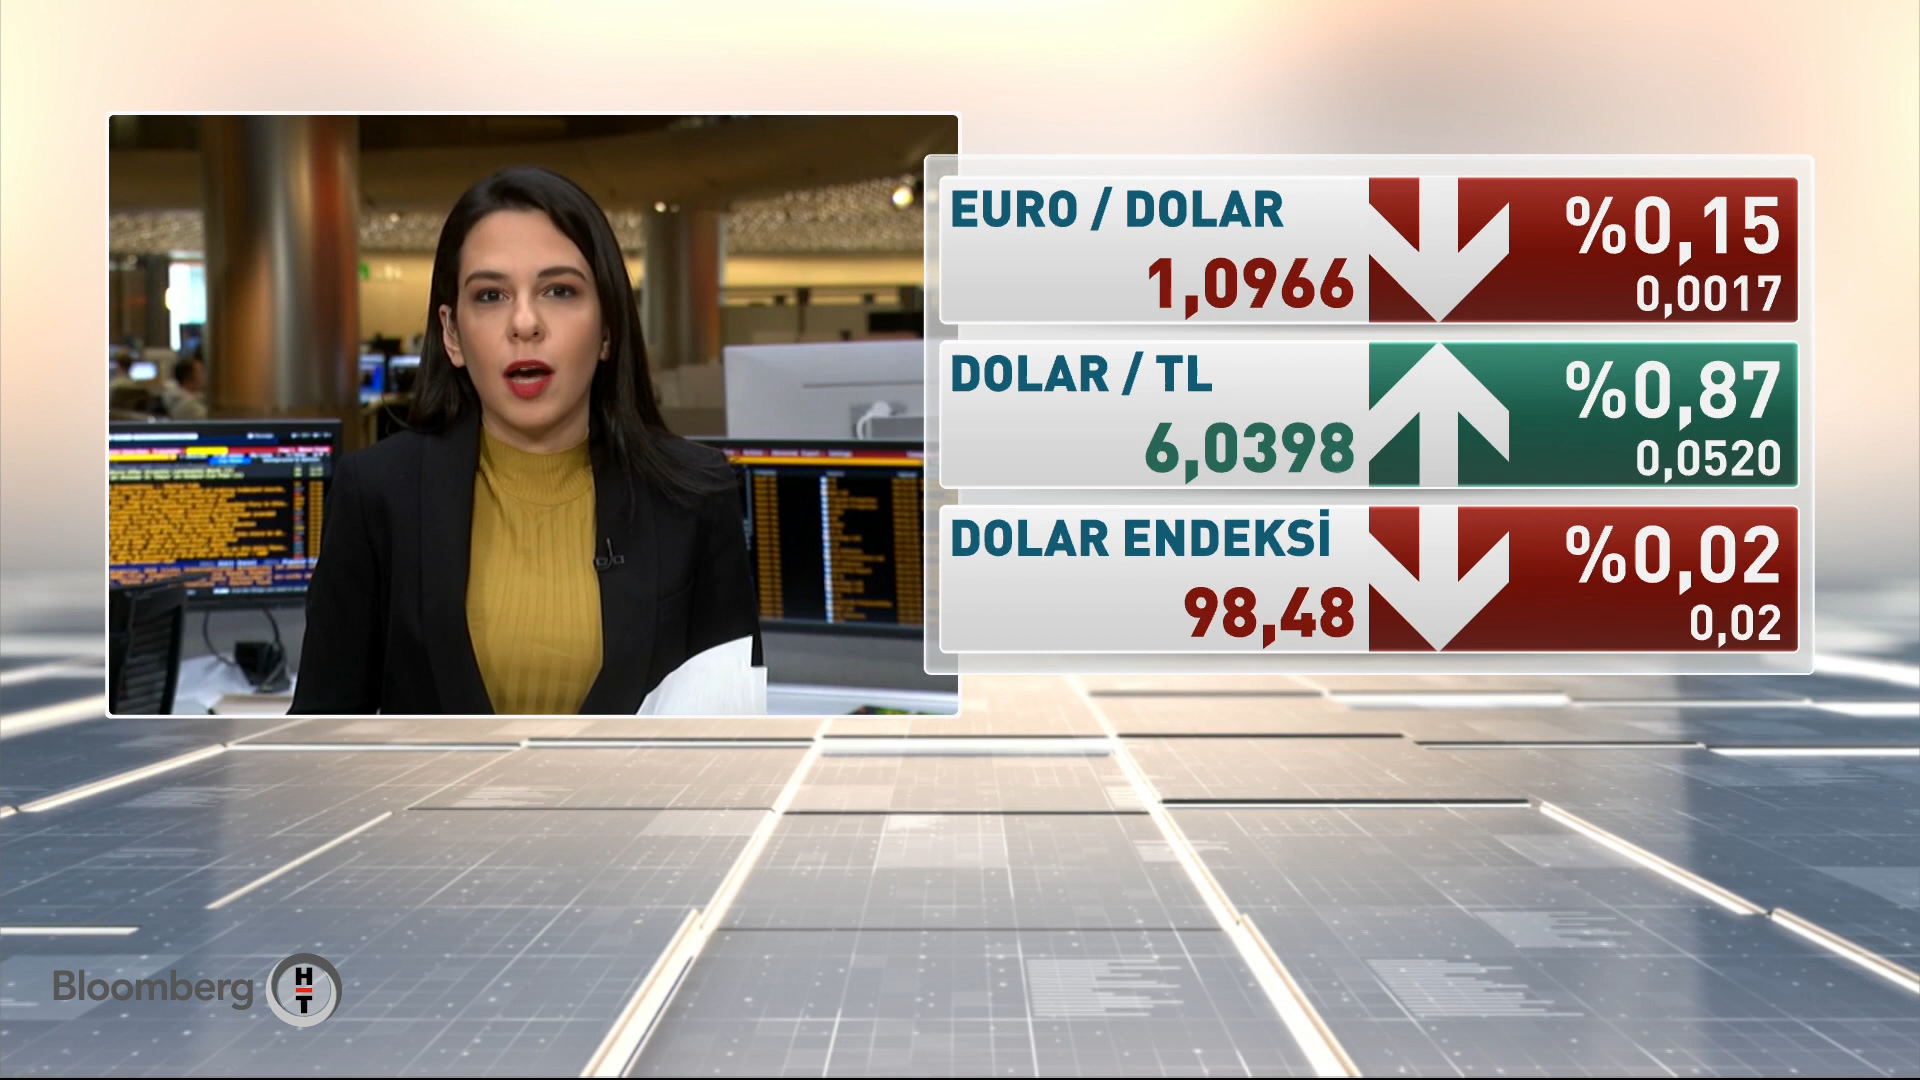 EURO / DOLAR
1,0966
%0,15
0,0017
DOLAR / TL
6,0398
%0,87
0,0520
DOLAR ENDEKSİ
98,48
%0,02
0,02
Bloomberg HT